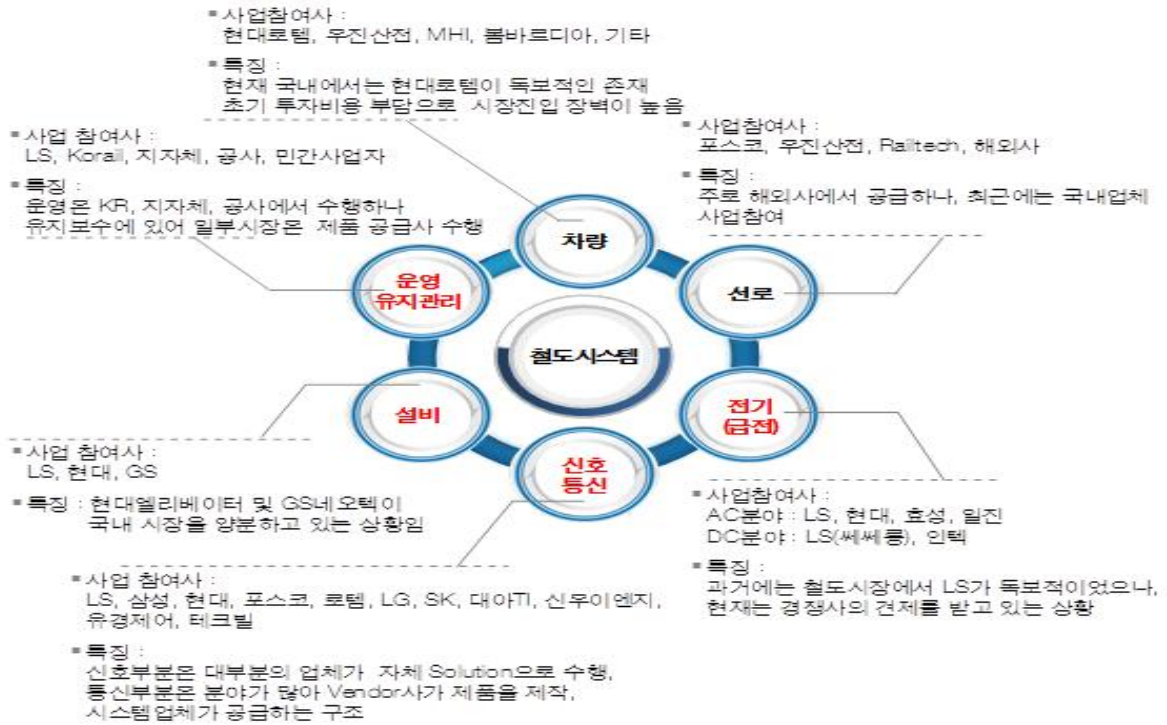 ▪사업참여사 :
현대로템, 우진산전, MHI, 봄바르디아, 기타
▪특징 :
현재 국내에서는 현대로템이 독보적인 존재
초기 투자비용 부담으로 시장진입 장벽이 높음
▪사업 참여사 :
LS, Korail, 지자체, 공사, 민간사업자
▪특징 :
운영은 KR, 지자체, 공사에서 수행하나
유지보수에 있어 일부시장은 제품 공급사 수행
▪사업참여사 :
포스코, 우진산전, Railtech, 해외사
▪특징 :
주로 해외사에서 공급하나, 최근에는 국내업체
사업참여
차량
운영
유지관리
선로
철도시스템
설비
전기
(급전)
신호
통신
▪사업 참여사 :
LS, 현대, GS
▪특징 : 현대엘리베이터 및 GS네오텍이
국내 시장을 양분하고 있는 상황임
▪사업참여사 :
AC분야 : LS, 현대, 효성, 일진
DC분야 : LS(쎄쎄룡), 인텍
▪특징 :
과거에는 철도시장에서 LS가 독보적이었으나,
현재는 경쟁사의 견제를 받고 있는 상황
▪사업 참여사 :
LS, 삼성, 현대, 포스코, 로템, LG, SK, 대아TI, 신우이엔지,
유경제어, 테크빌
▪특징 :
신호부분은 대부분의 업체가 자체 Solution으로 수행,
통신부분은 분야가 많아 Vendor사가 제품을 제작,
시스템업체가 공급하는 구조